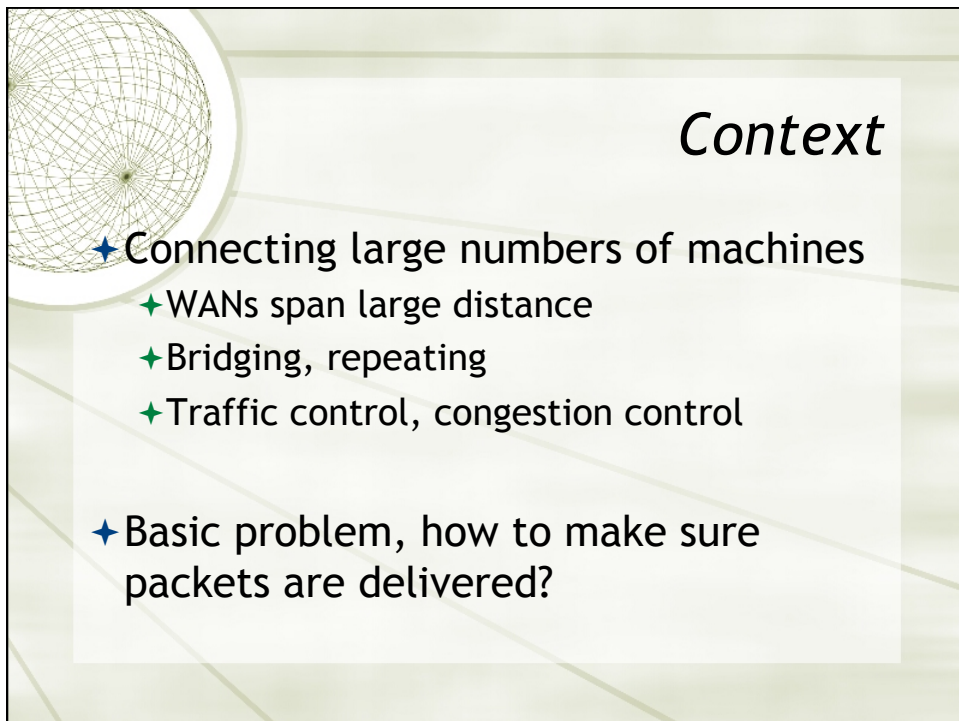 Context
Connecting large numbers of machines
WANs span large distance
Bridging, repeating
Traffic control, congestion control
Basic problem, how to make sure
packets are delivered?